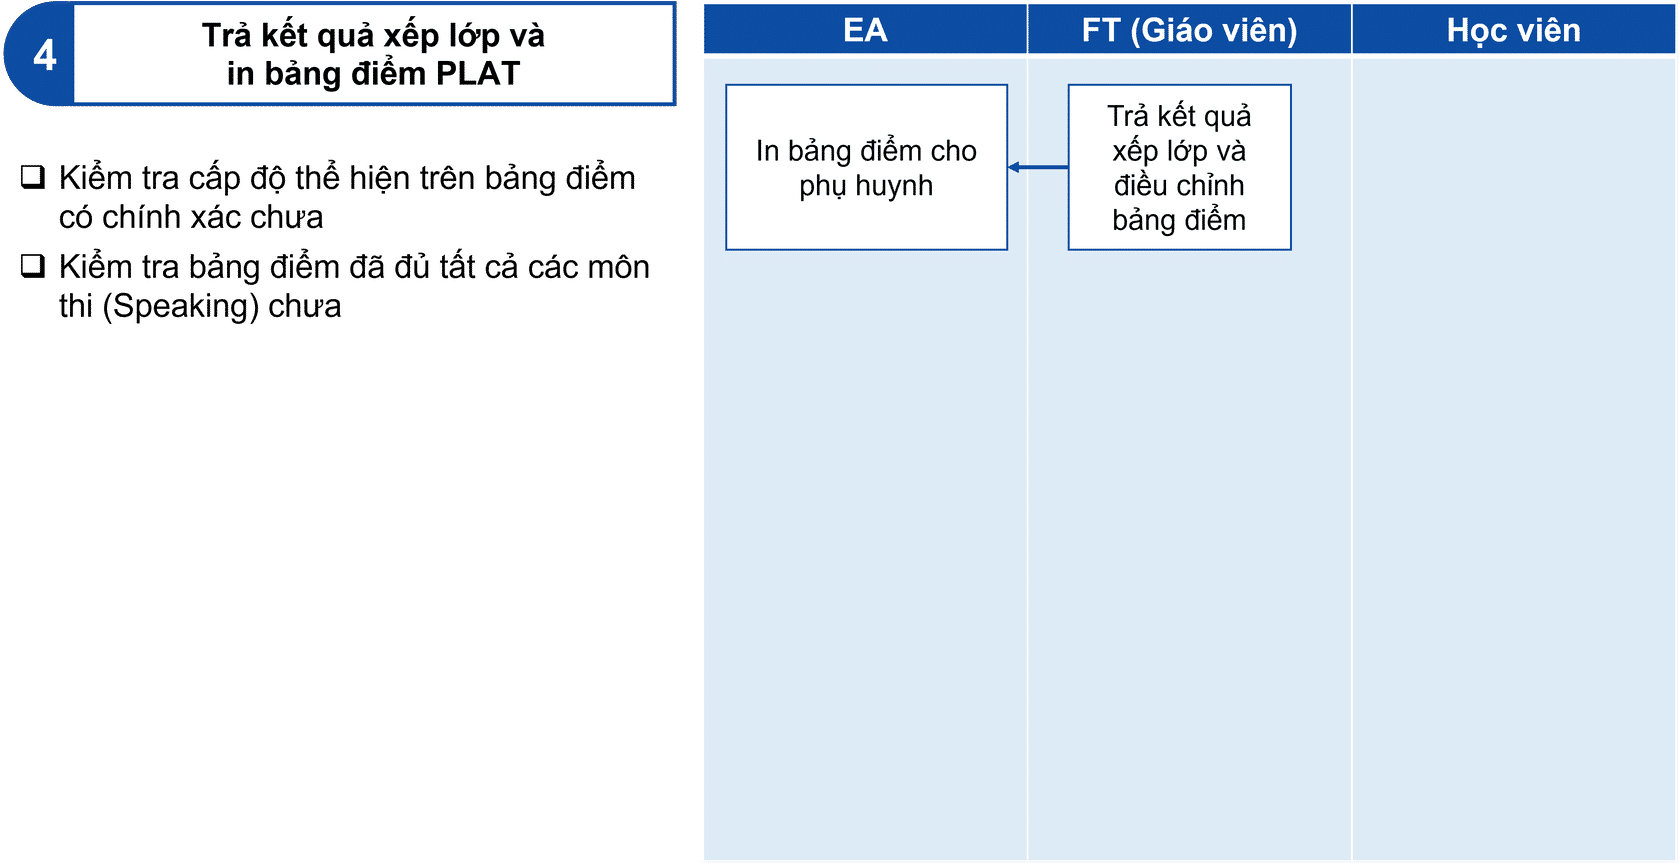 4
Trả kết quả xếp lớp và
in bảng điểm PLAT
❑ Kiểm tra cấp độ thể hiện trên bảng điểm
có chính xác chưa
❑ Kiểm tra bảng điểm đã đủ tất cả các môn
thi (Speaking) chưa
EA
FT (Giáo viên)
Học viên
In bảng điểm cho
phụ huynh
Trả kết quả
xếp lớp và
điều chỉnh
bảng điểm